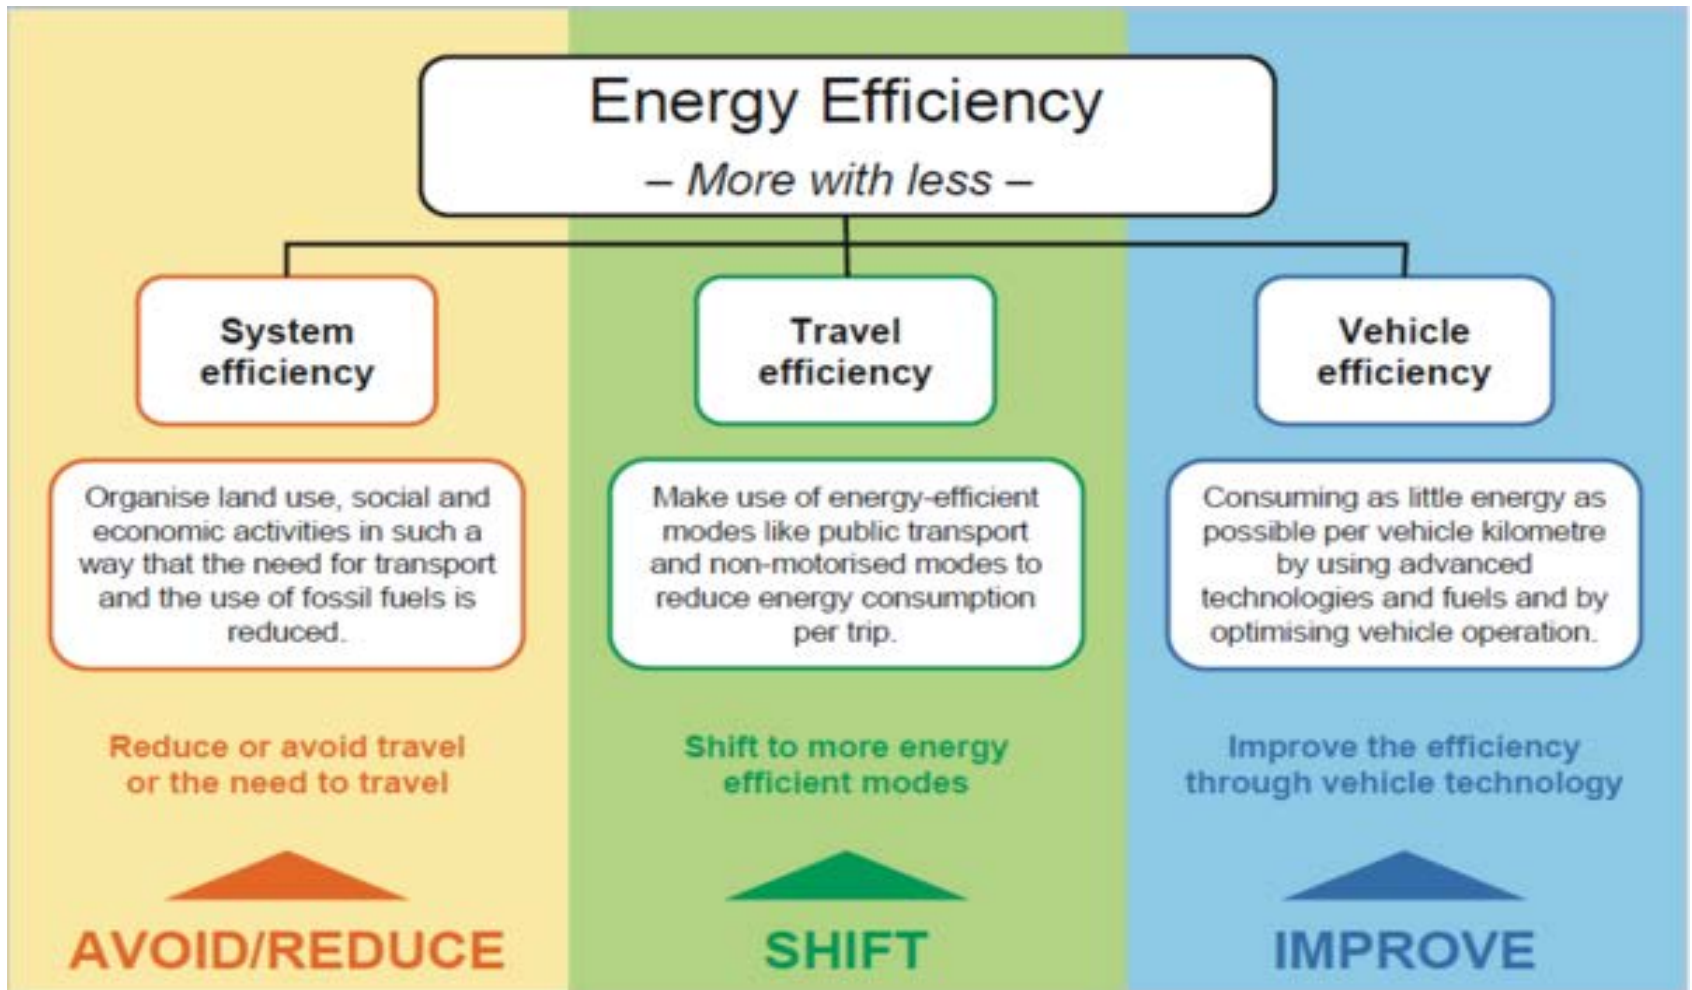 Energy Efficiency
– More with less –
System
efficiency
Organise land use, social and
economic activities in such a
way that the need for transport
and the use of fossil fuels is
reduced.
Reduce or avoid travel
or the need to travel
AVOID/REDUCE
Travel
efficiency
Make use of energy-efficient
modes like public transport
and non-motorised modes to
reduce energy consumption
per trip.
Shift to more energy
efficient modes
SHIFT
Vehicle
efficiency
Consuming as little energy as
possible per vehicle kilometre
by using advanced
technologies and fuels and by
optimising vehicle operation.
Improve the efficiency
through vehicle technology
IMPROVE